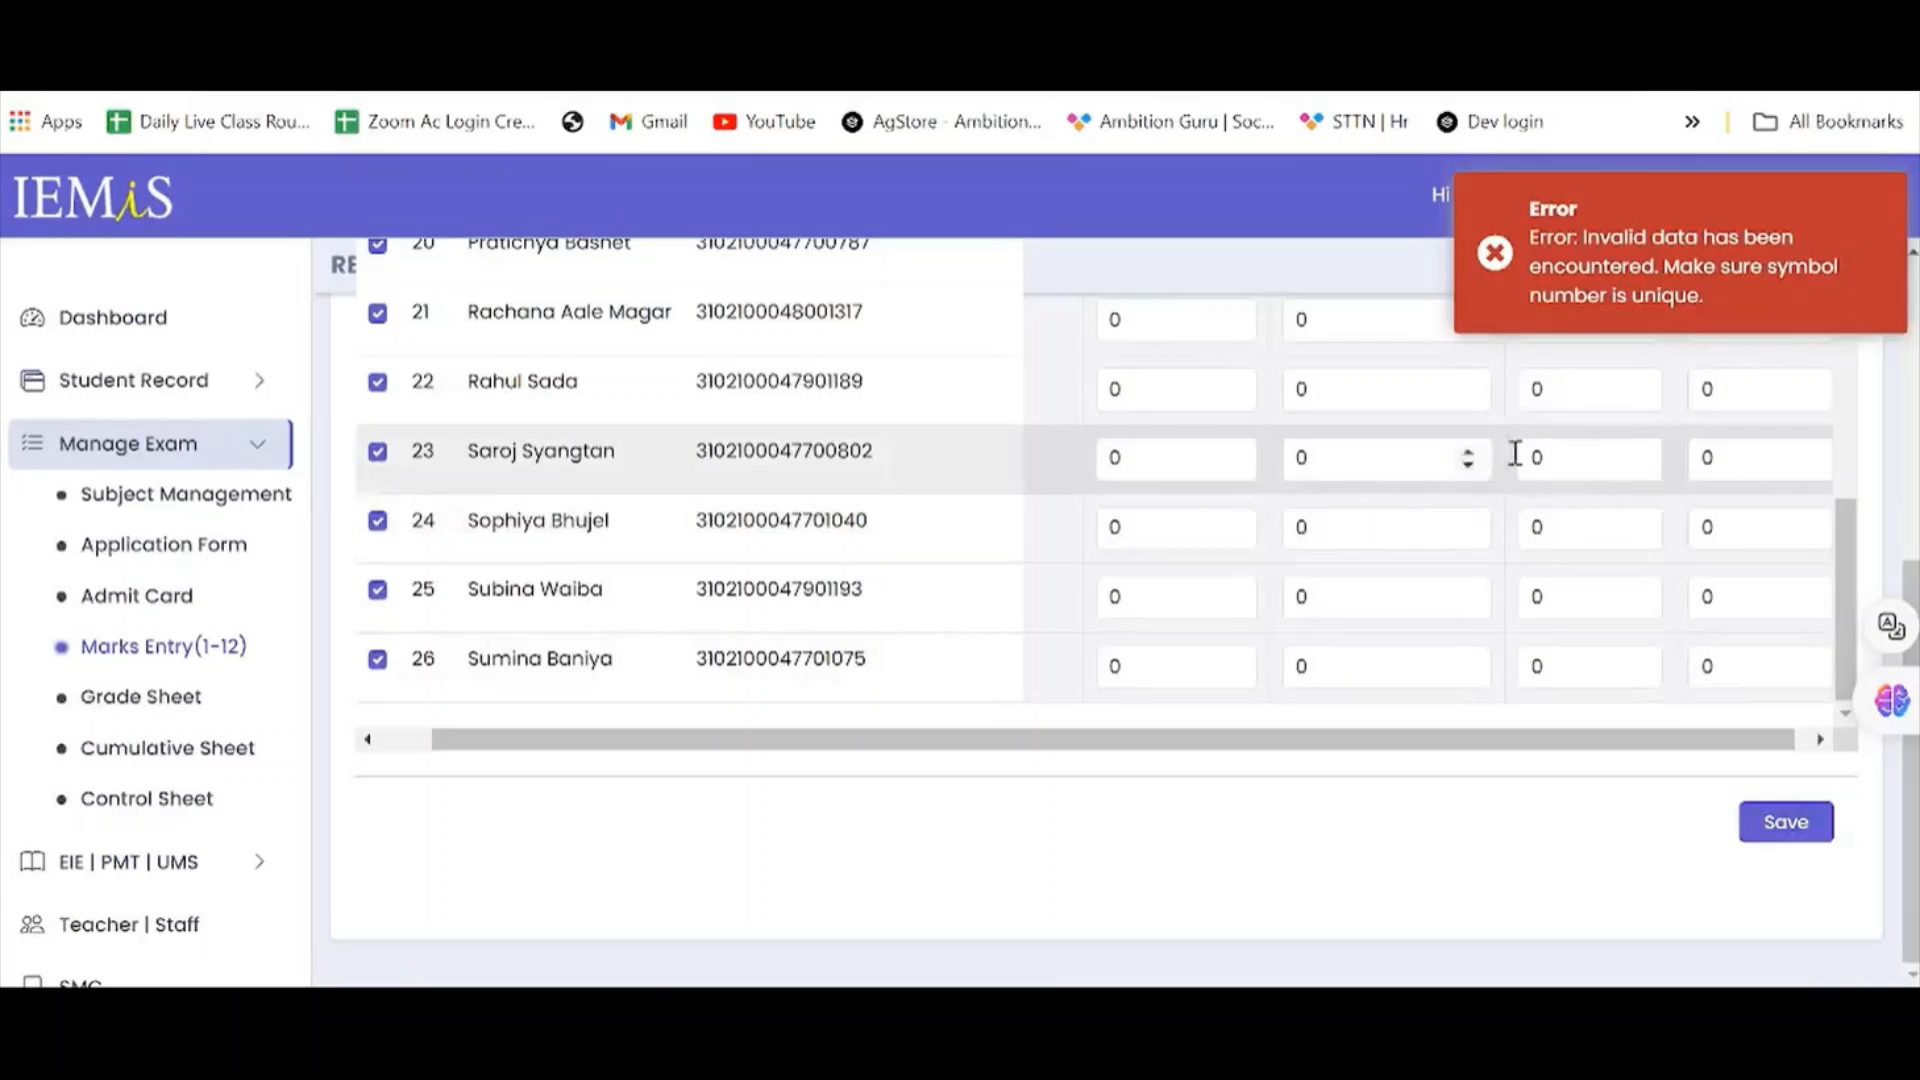 Apps Daily Live Class Rou... Zoom Ac Login Cre... Gmail YouTube AgStore - Ambition... Ambition Guru | Soc... STTN | Hr Dev login » All Bookmarks
IEMiS
Hi
Error
Error: Invalid data has been
encountered. Make sure symbol
number is unique.
RE
Dashboard
Student Record
Manage Exam
Subject Management
Application Form
Admit Card
Marks Entry(1-12)
Grade Sheet
Cumulative Sheet
Control Sheet
EIE | PMT | UMS
Teacher | Staff
SMC
20 Pratichya Basnet 3102100047700787
21 Rachana Aale Magar 3102100048001317 0 0
22 Rahul Sada 3102100047901189 0 0 0 0
23 Saroj Syangtan 3102100047700802 0 0 0 0
24 Sophiya Bhujel 3102100047701040 0 0 0 0
25 Subina Waiba 3102100047901193 0 0 0 0
26 Sumina Baniya 3102100047701075 0 0 0 0
Save